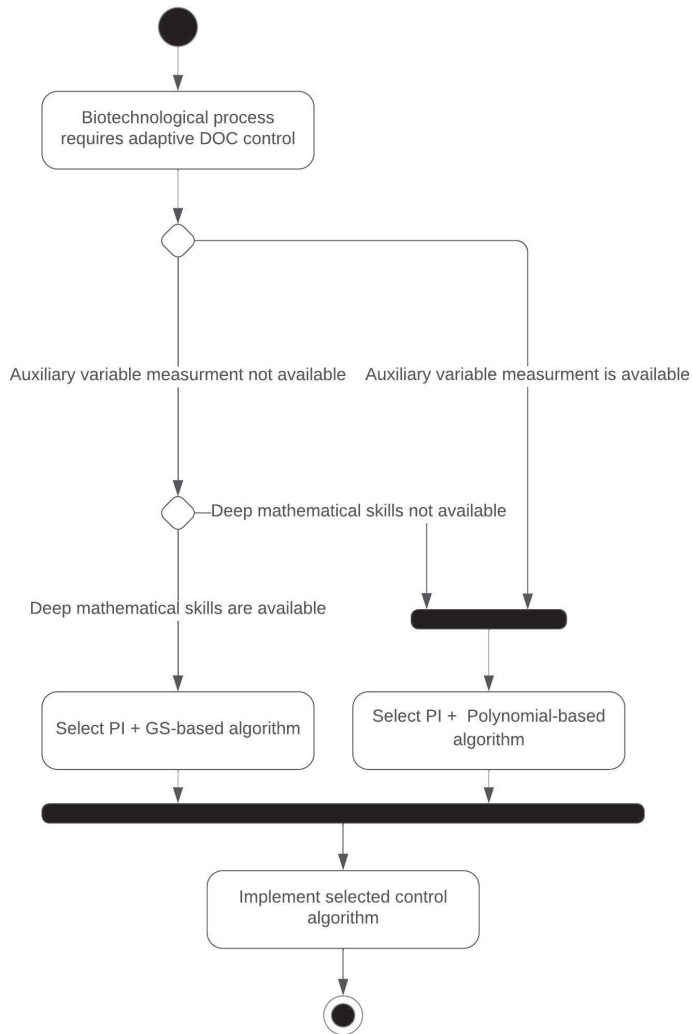 Biotechnological process
requires adaptive DOC control
Auxiliary variable measurment not available
Auxiliary variable measurment is available
Deep mathematical skills not available
Deep mathematical skills are available
Select PI + GS-based algorithm
Select PI + Polynomial-based
algorithm
Implement selected control
algorithm